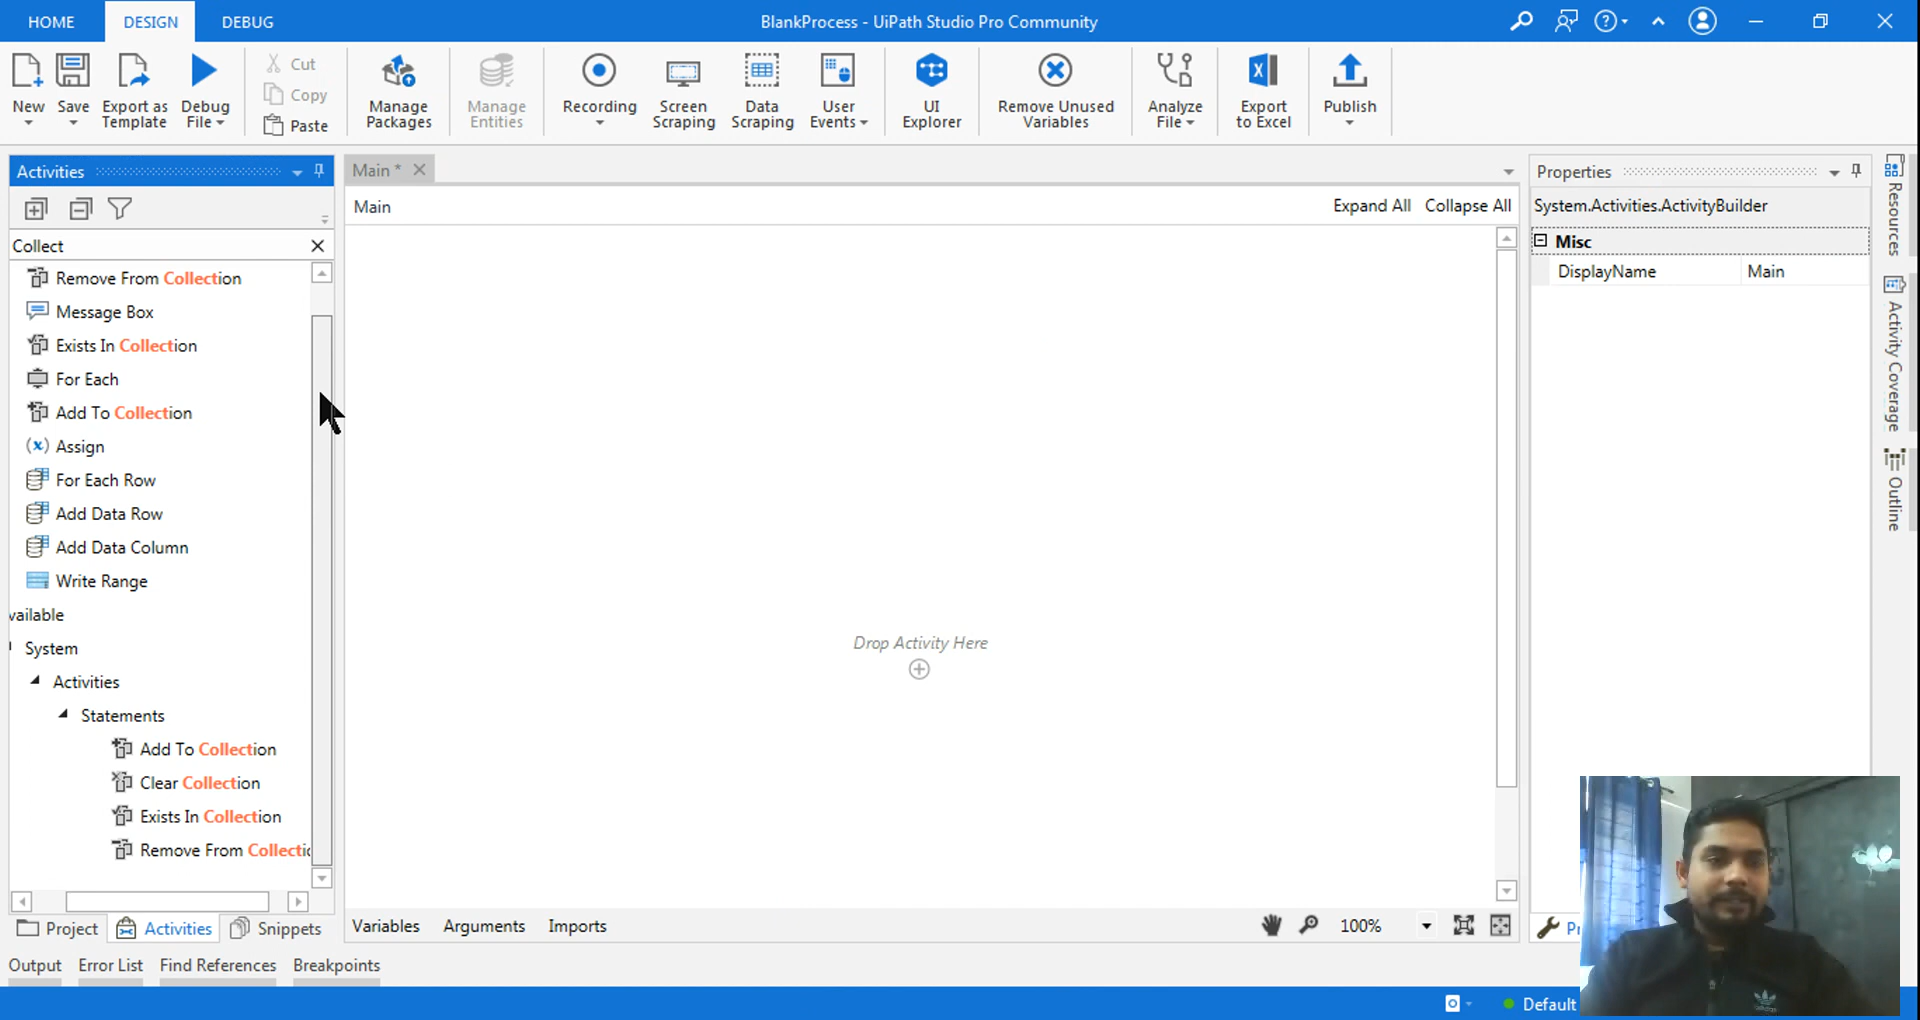 HOME DESIGN DEBUG BlankProcess - UiPath Studio Pro Community
Cut
Copy
Paste
New Save Export as Template Debug File
Manage Packages Manage Entities Recording Screen Scraping Data Scraping User Events UI Explorer Remove Unused Variables Analyze File Export to Excel Publish
Activities
Main *
Properties
Main
Expand All Collapse All
System.Activities.ActivityBuilder
Collect
Misc
DisplayName Main
Remove From Collection
Message Box
Exists In Collection
For Each
Add To Collection
Assign
For Each Row
Add Data Row
Add Data Column
Write Range
vailable
System
Activities
Statements
Add To Collection
Clear Collection
Exists In Collection
Remove From Collectic
Drop Activity Here
Resources
Activity Coverage
Outline
Project Activities Snippets
Variables Arguments Imports
100%
Pr
Output Error List Find References Breakpoints
Default